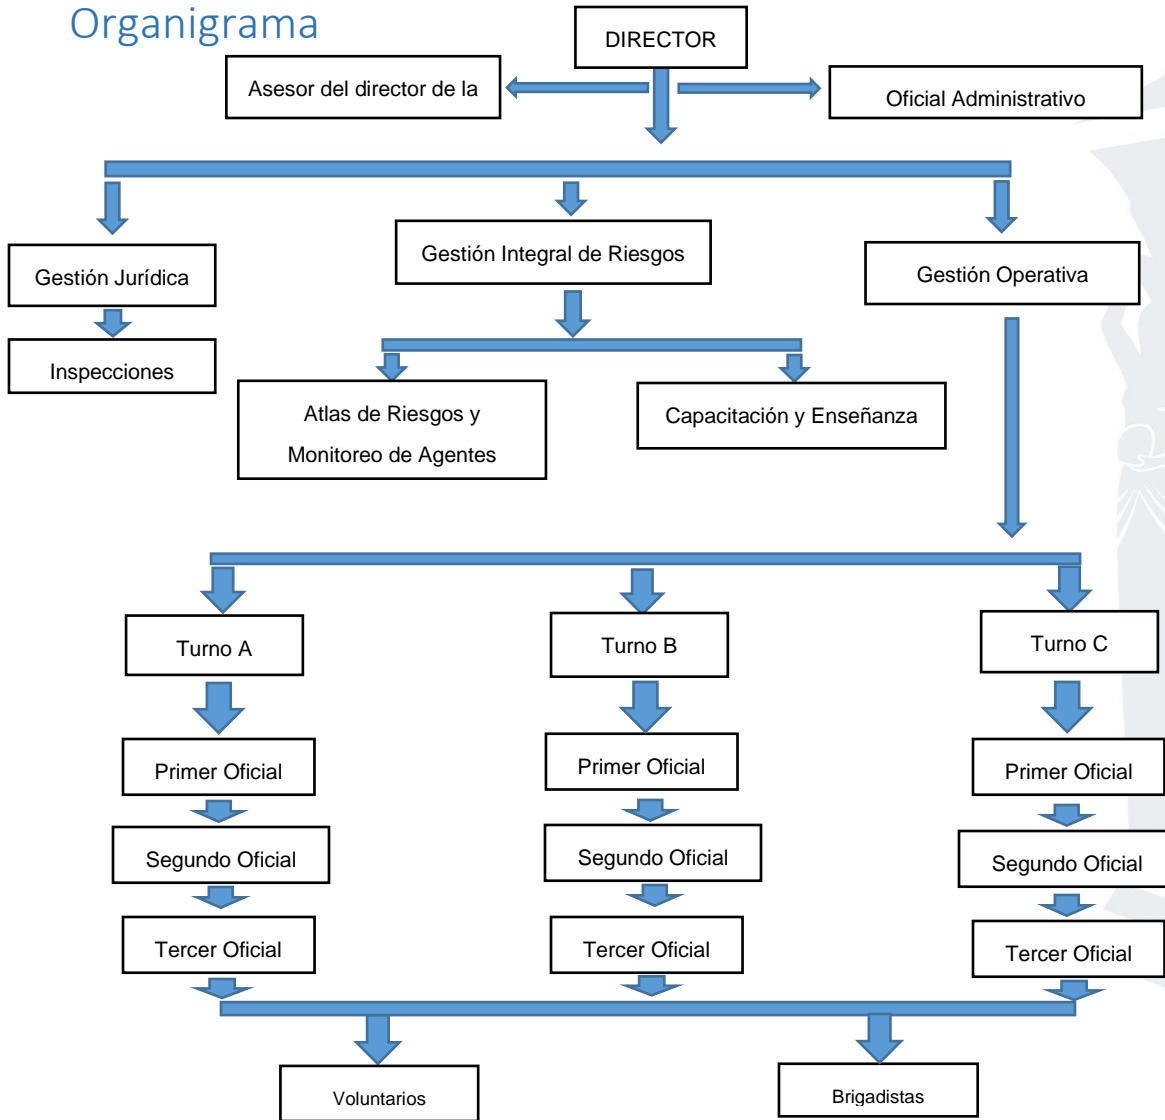 Organigrama
DIRECTOR
Asesor del director de la
Oficial Administrativo
Gestión Jurídica
Gestión Integral de Riesgos
Gestión Operativa
Inspecciones
Atlas de Riesgos y
Monitoreo de Agentes
Capacitación y Enseñanza
Turno A
Turno B
Turno C
Primer Oficial
Primer Oficial
Primer Oficial
Segundo Oficial
Segundo Oficial
Segundo Oficial
Tercer Oficial
Tercer Oficial
Tercer Oficial
Voluntarios
Brigadistas